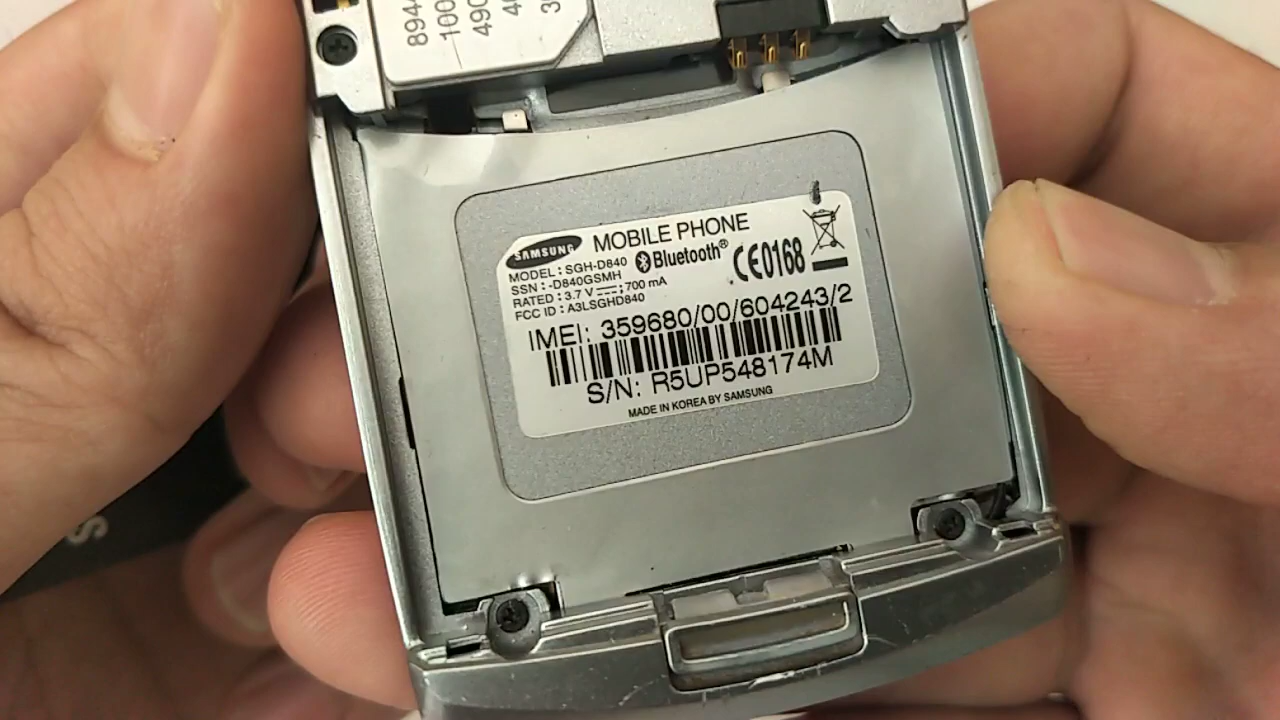 SAMSUNG MOBILE PHONE
MODEL : SGH-D840
SSN : -D840GSMH
RATED : 3.7 V ; 700 mA
FCC ID : A3LSGHD840
Bluetooth®
CE0168
IMEI: 359680/00/604243/2
S/N: R5UP548174M
MADE IN KOREA BY SAMSUNG
S